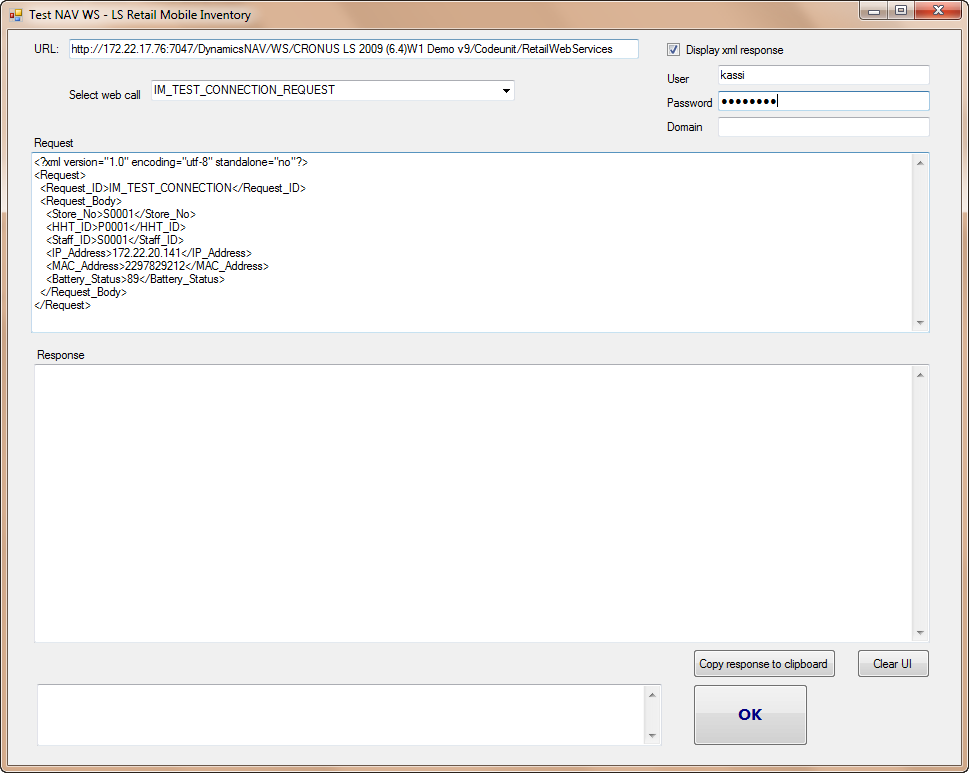 Test NAV WS - LS Retail Mobile Inventory
URL: http://172.22.17.76:7047/DynamicsNAV/WS/CRONUS LS 2009 (6.4)W1 Demo v9/Codeunit/RetailWebServices
Display xml response
User kassi
Select web call IM_TEST_CONNECTION_REQUEST
Password ●●●●●●●●
Domain
Request
<?xml version="1.0" encoding="utf-8" standalone="no"?>
<Request>
  <Request_ID>IM_TEST_CONNECTION</Request_ID>
  <Request_Body>
    <Store_No>S0001</Store_No>
    <HHT_ID>P0001</HHT_ID>
    <Staff_ID>S0001</Staff_ID>
    <IP_Address>172.22.20.141</IP_Address>
    <MAC_Address>2297829212</MAC_Address>
    <Battery_Status>89</Battery_Status>
  </Request_Body>
</Request>
Response
Copy response to clipboard
Clear UI
OK